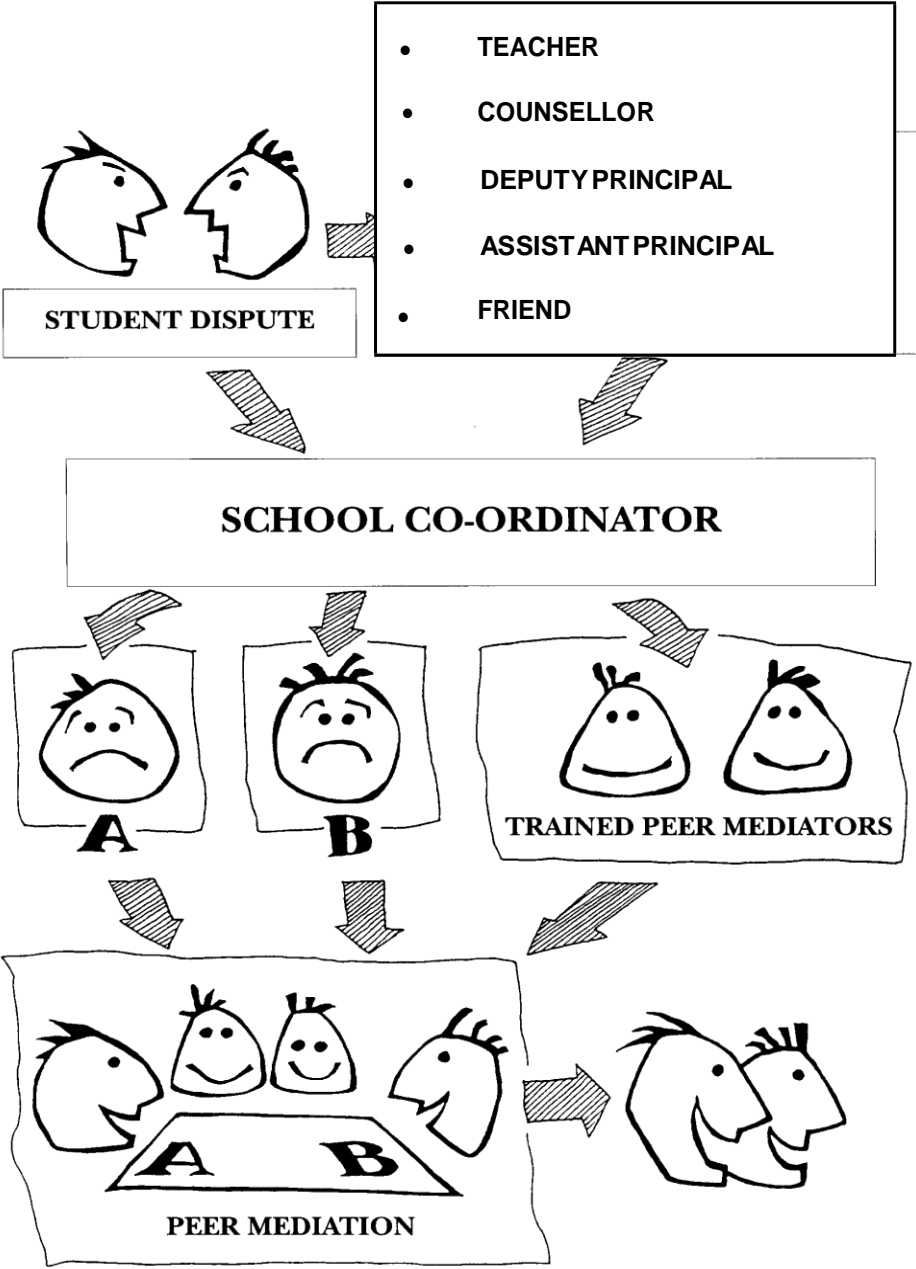 • TEACHER
• COUNSELLOR
• DEPUTY PRINCIPAL
• ASSISTANT PRINCIPAL
• FRIEND
STUDENT DISPUTE
SCHOOL CO-ORDINATOR
A
B
TRAINED PEER MEDIATORS
A B
PEER MEDIATION